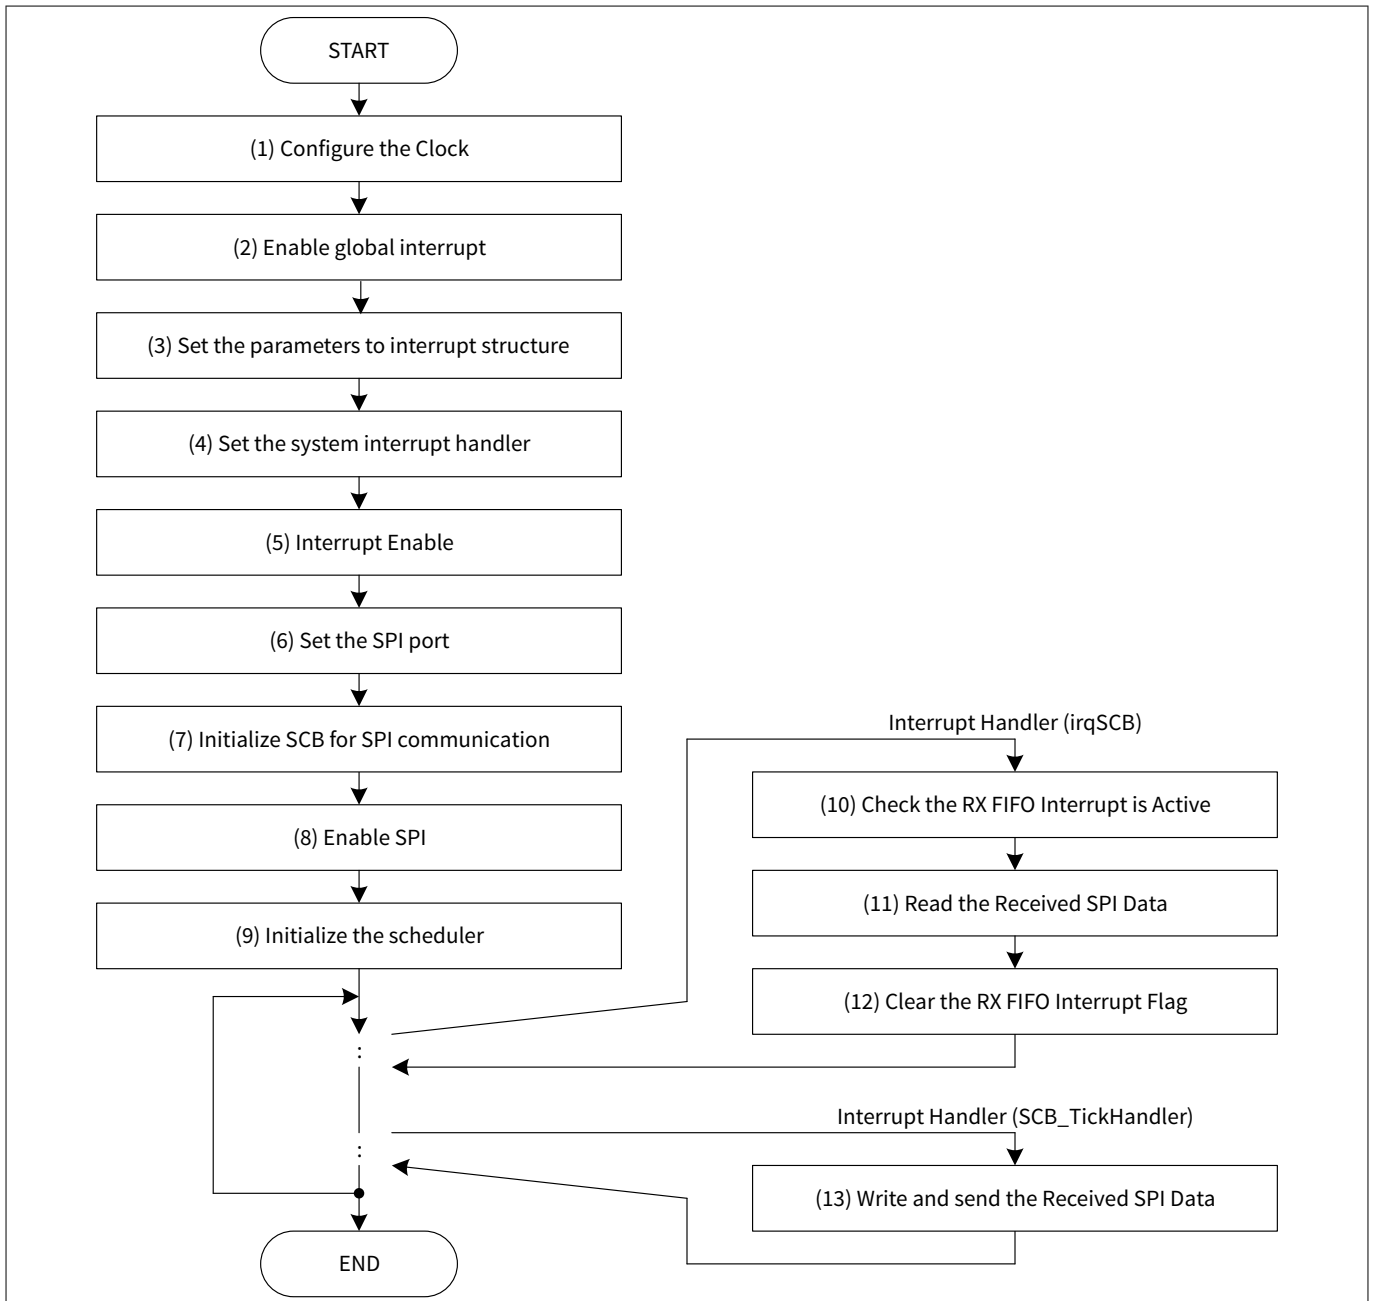 START
(1) Configure the Clock
(2) Enable global interrupt
(3) Set the parameters to interrupt structure
(4) Set the system interrupt handler
(5) Interrupt Enable
(6) Set the SPI port
(7) Initialize SCB for SPI communication
(8) Enable SPI
(9) Initialize the scheduler
:
:
END
Interrupt Handler (irqSCB)
(10) Check the RX FIFO Interrupt is Active
(11) Read the Received SPI Data
(12) Clear the RX FIFO Interrupt Flag
Interrupt Handler (SCB_TickHandler)
(13) Write and send the Received SPI Data